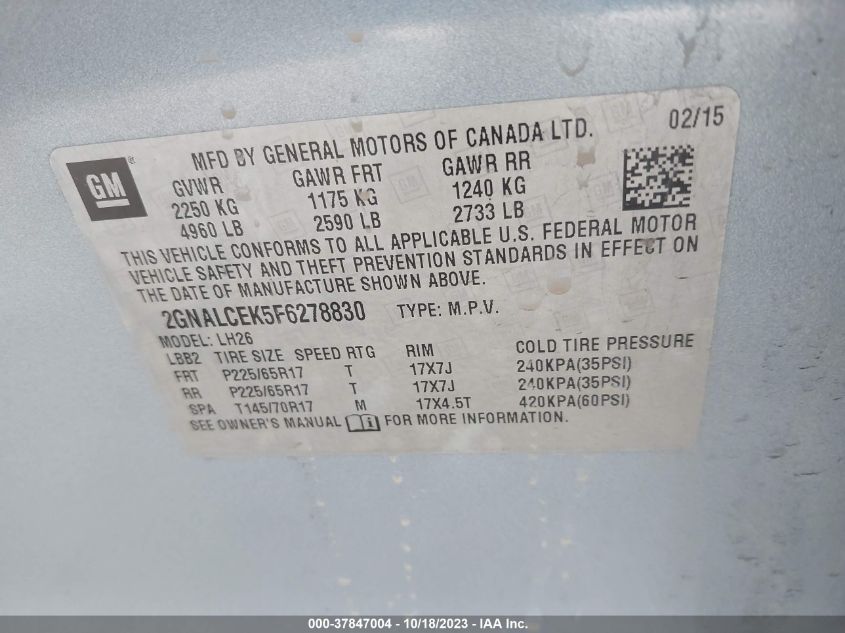 GM
MFD BY GENERAL MOTORS OF CANADA LTD.
02/15
GVWR GAWR FRT GAWR RR
2250 KG 1175 KG 1240 KG
4960 LB 2590 LB 2733 LB
THIS VEHICLE CONFORMS TO ALL APPLICABLE U.S. FEDERAL MOTOR
VEHICLE SAFETY AND THEFT PREVENTION STANDARDS IN EFFECT ON
THE DATE OF MANUFACTURE SHOWN ABOVE.
2GNALCEK5F6278830 TYPE: M.P.V.
MODEL: LH26
LBB2 TIRE SIZE SPEED RTG RIM COLD TIRE PRESSURE
FRT P225/65R17 T 17X7J 240KPA(35PSI)
RR P225/65R17 T 17X7J 240KPA(35PSI)
SPA T145/70R17 M 17X4.5T 420KPA(60PSI)
SEE OWNER'S MANUAL FOR MORE INFORMATION.
000-37847004 - 10/18/2023 - IAA Inc.